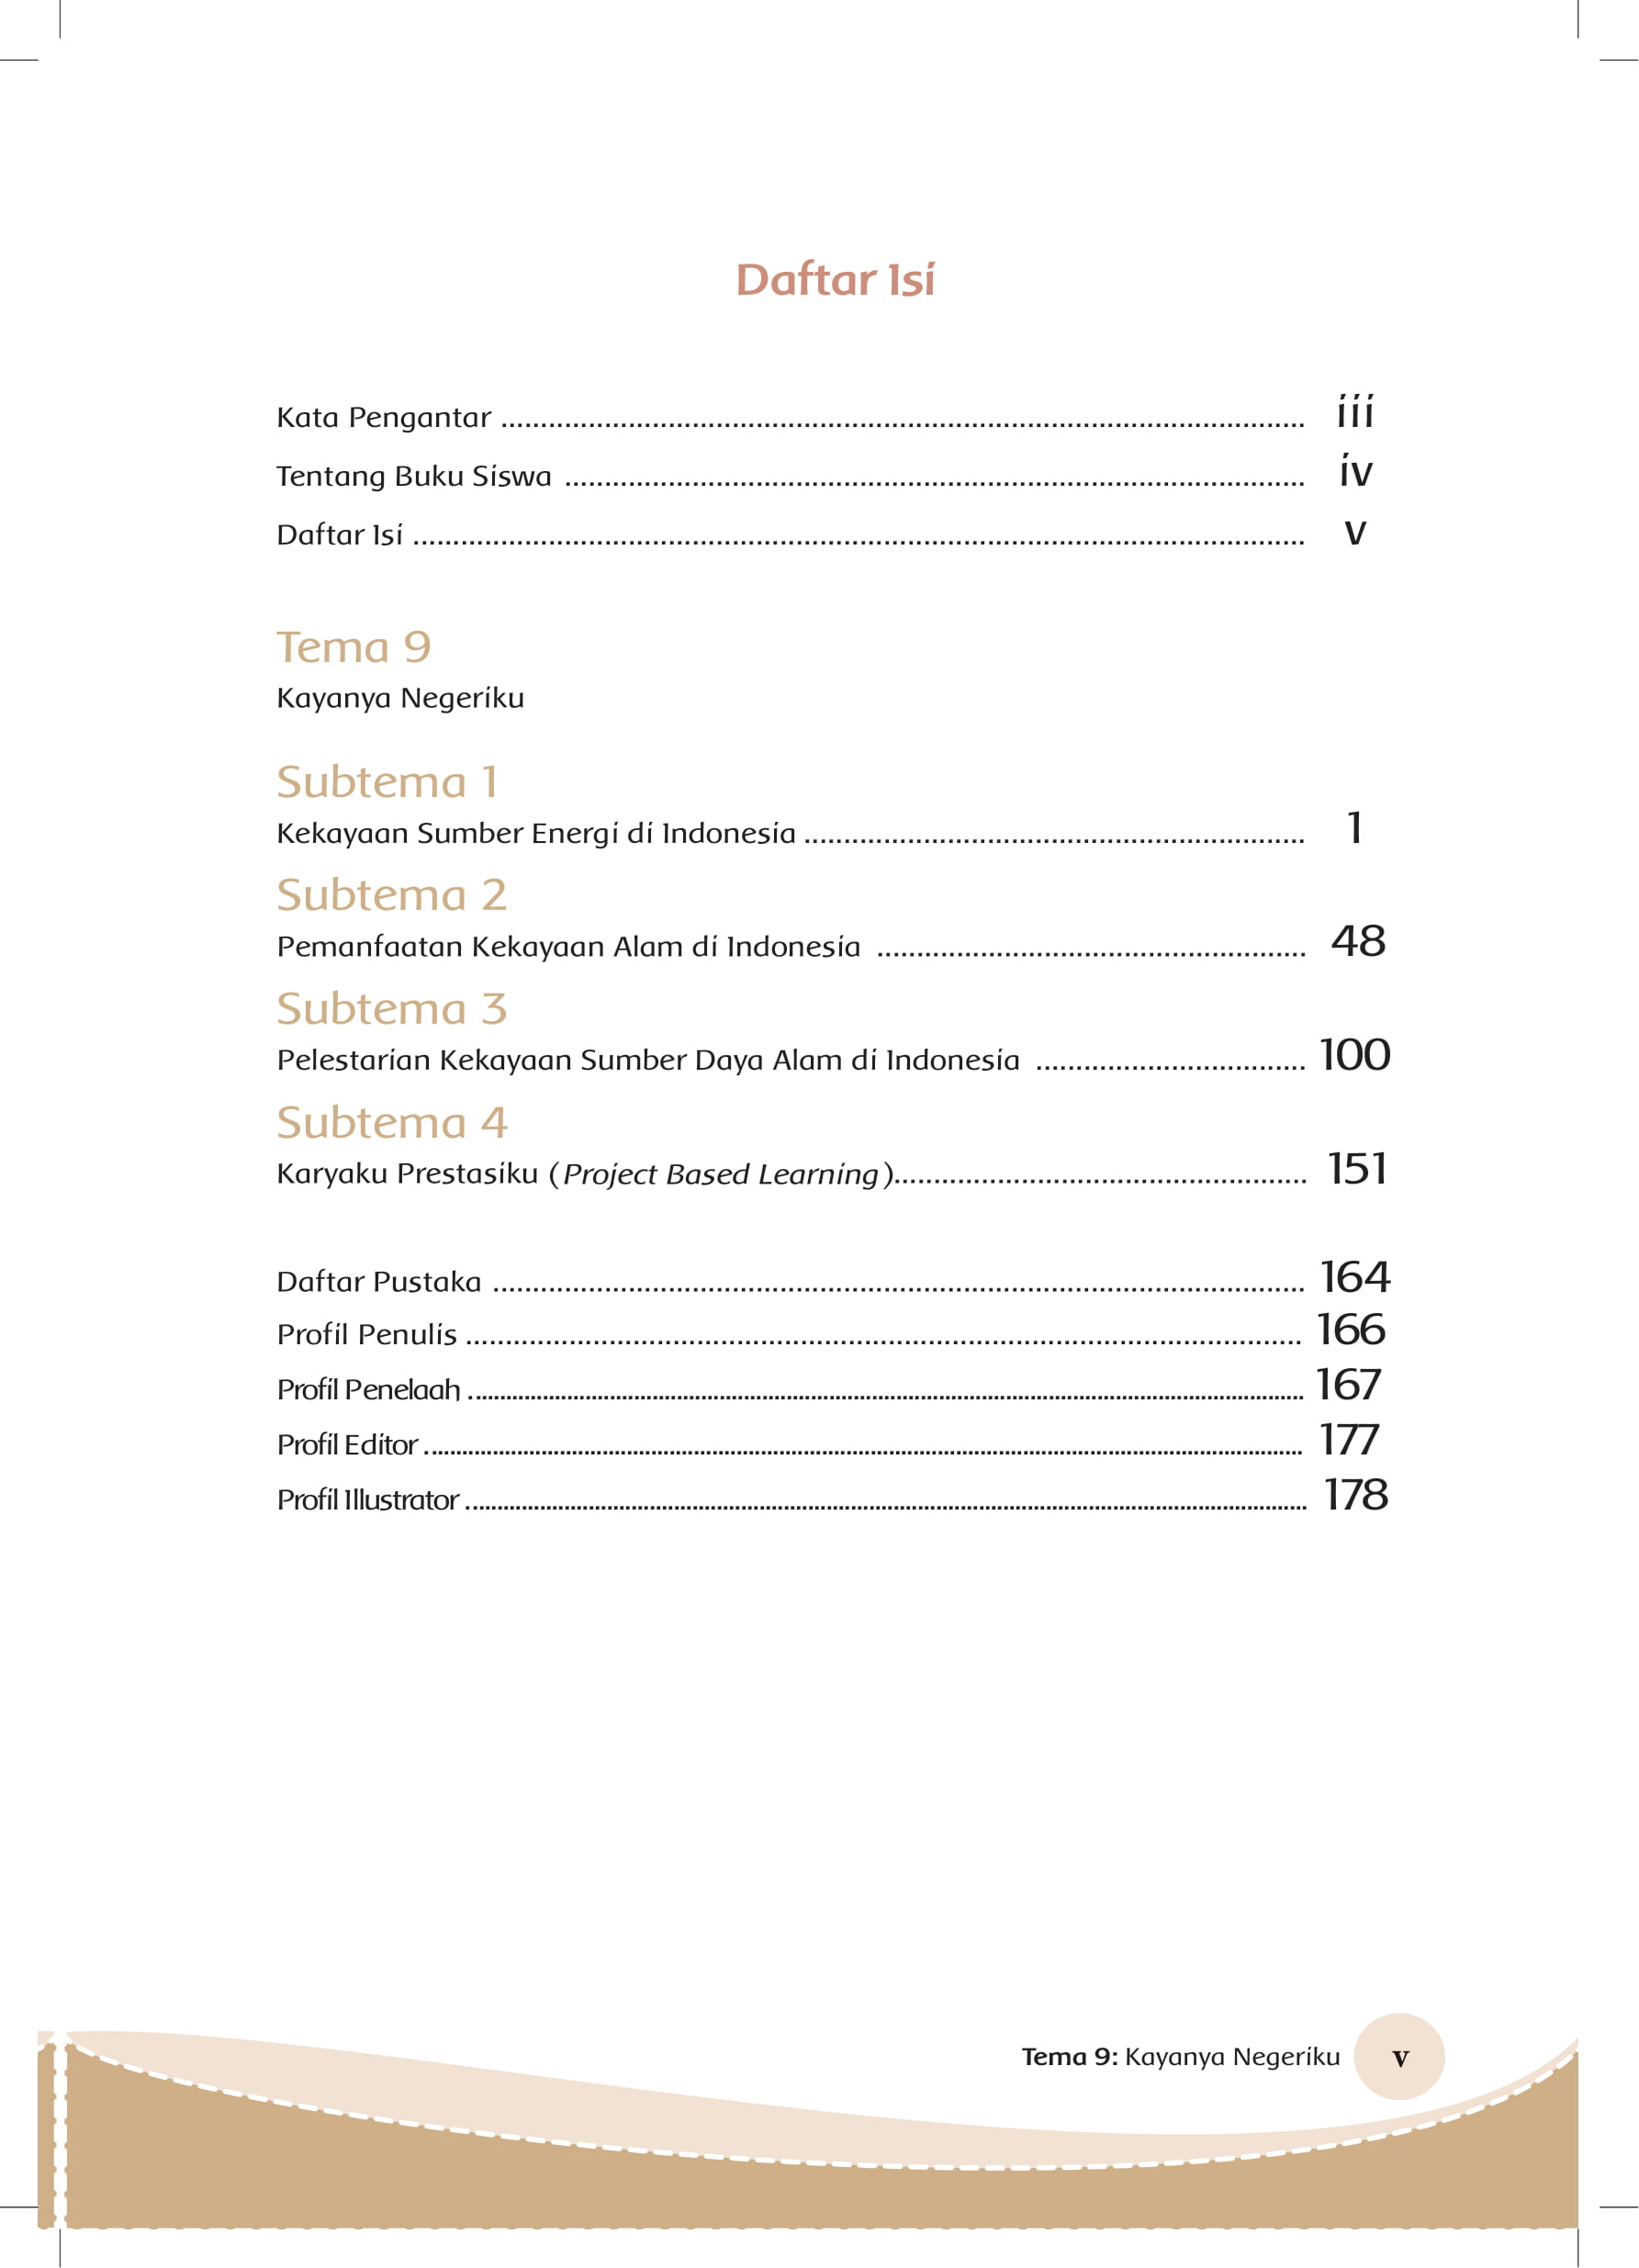 Daftar Isi
Kata Pengantar ........................................................................................................ iii
Tentang Buku Siswa ................................................................................................ iv
Daftar Isi ................................................................................................................... v
Tema 9
Kayanya Negeriku
Subtema 1
Kekayaan Sumber Energi di Indonesia ................................................................ 1
Subtema 2
Pemanfaatan Kekayaan Alam di Indonesia ....................................................... 48
Subtema 3
Pelestarian Kekayaan Sumber Daya Alam di Indonesia .................................. 100
Subtema 4
Karyaku Prestasiku (Project Based Learning)..................................................... 151
Daftar Pustaka ........................................................................................................ 164
Profil Penulis ........................................................................................................... 166
Profil Penelaah ........................................................................................................ 167
Profil Editor ............................................................................................................. 177
Profil Illustrator ....................................................................................................... 178
Tema 9: Kayanya Negeriku v